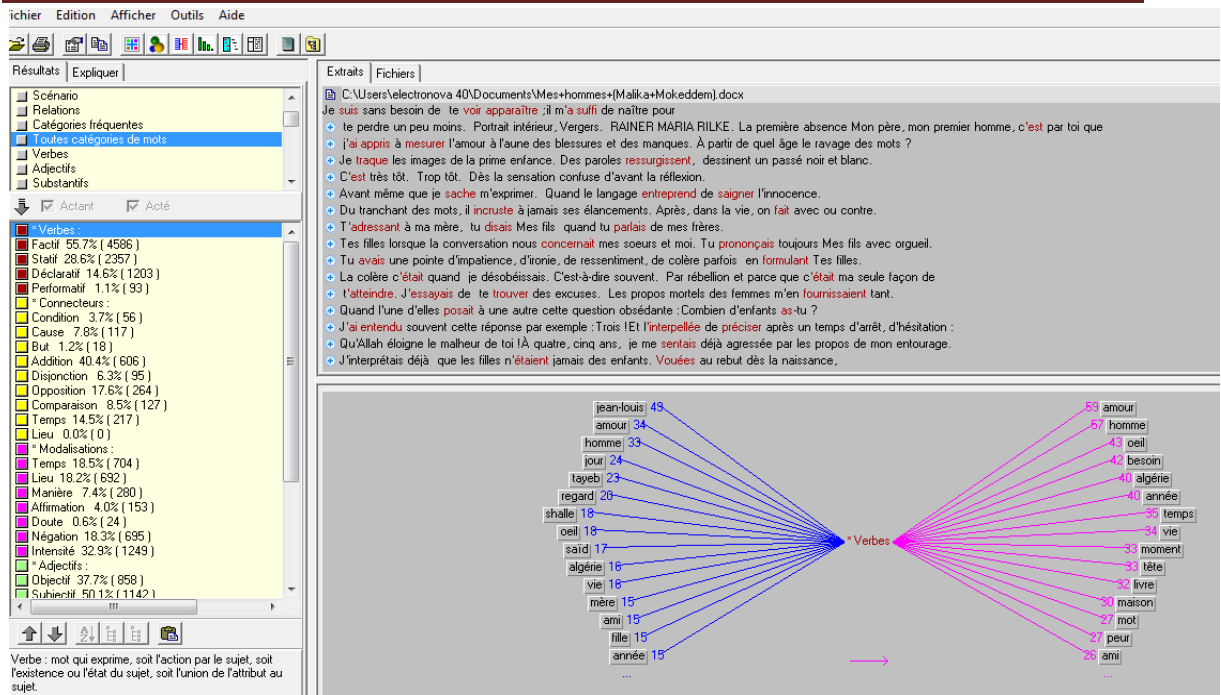 ichier Edition Afficher Outils Aide
Résultats Expliquer
Scénario
Relations
Catégories fréquentes
Toutes catégories de mots
Verbes
Adjectifs
Substantifs
Actant Acté
* Verbes :
Factif 55.7% ( 4586 )
Statif 28.6% ( 2357 )
Déclaratif 14.6% ( 1203 )
Performatif 1.1% ( 93 )
* Connecteurs :
Condition 3.7% ( 56 )
Cause 7.8% ( 117 )
But 1.2% ( 18 )
Addition 40.4% ( 606 )
Disjonction 6.3% ( 95 )
Opposition 17.6% ( 264 )
Comparaison 8.5% ( 127 )
Temps 14.5% ( 217 )
Lieu 0.0% ( 0 )
* Modalisations :
Temps 18.5% ( 704 )
Lieu 18.2% ( 692 )
Manière 7.4% ( 280 )
Affirmation 4.0% ( 153 )
Doute 0.6% ( 24 )
Négation 18.3% ( 695 )
Intensité 32.9% ( 1249 )
* Adjectifs :
Objectif 37.7% ( 858 )
Subjectif 50.1% ( 1142 )
Verbe : mot qui exprime, soit l'action par le sujet, soit
l'existence ou l'état du sujet, soit l'union de l'attribut au
sujet.
Extraits Fichiers
C:\Users\electronova 40\Documents\Mes+hommes+(Malika+Mokeddem).docx
Je suis sans besoin de te voir apparaître ;il m'a suffi de naître pour
te perdre un peu moins. Portrait intérieur, Vergers. RAINER MARIA RILKE. La première absence Mon père, mon premier homme, c'est par toi que
j'ai appris à mesurer l'amour à l'aune des blessures et des manques. À partir de quel âge le ravage des mots ?
Je traque les images de la prime enfance. Des paroles ressurgissent, dessinent un passé noir et blanc.
C'est très tôt. Trop tôt. Dès la sensation confuse d'avant la réflexion.
Avant même que je sache m'exprimer. Quand le langage entreprend de saigner l'innocence.
Du tranchant des mots, il incruste à jamais ses élancements. Après, dans la vie, on fait avec ou contre.
T'adressant à ma mère, tu disais Mes fils quand tu parlais de mes frères.
Tes filles lorsque la conversation nous concernait mes soeurs et moi. Tu prononçais toujours Mes fils avec orgueil.
Tu avais une pointe d'impatience, d'ironie, de ressentiment, de colère parfois en formulant Tes filles.
La colère c'était quand je désobéissais. C'est-à-dire souvent. Par rébellion et parce que c'était ma seule façon de
t'atteindre. J'essayais de te trouver des excuses. Les propos mortels des femmes m'en fournissaient tant.
Quand l'une d'elles posait à une autre cette question obsédante :Combien d'enfants as-tu ?
J'ai entendu souvent cette réponse par exemple : Trois !Et l'interpellée de préciser après un temps d'arrêt, d'hésitation :
Qu'Allah éloigne le malheur de toi !À quatre, cinq ans, je me sentais déjà agressée par les propos de mon entourage.
J'interprétais déjà que les filles n'étaient jamais des enfants. Vouées au rebut dès la naissance,
jean-louis 49
amour 34
homme 33
jour 24
tayeb 23
regard 20
shalle 18
oeil 18
saïd 17
algérie 16
vie 16
mère 15
ami 15
fille 15
année 15
...
* Verbes
59 amour
57 homme
43 oeil
42 besoin
40 algérie
40 année
35 temps
34 vie
33 moment
33 tête
32 livre
30 maison
27 mot
27 peur
26 ami
...